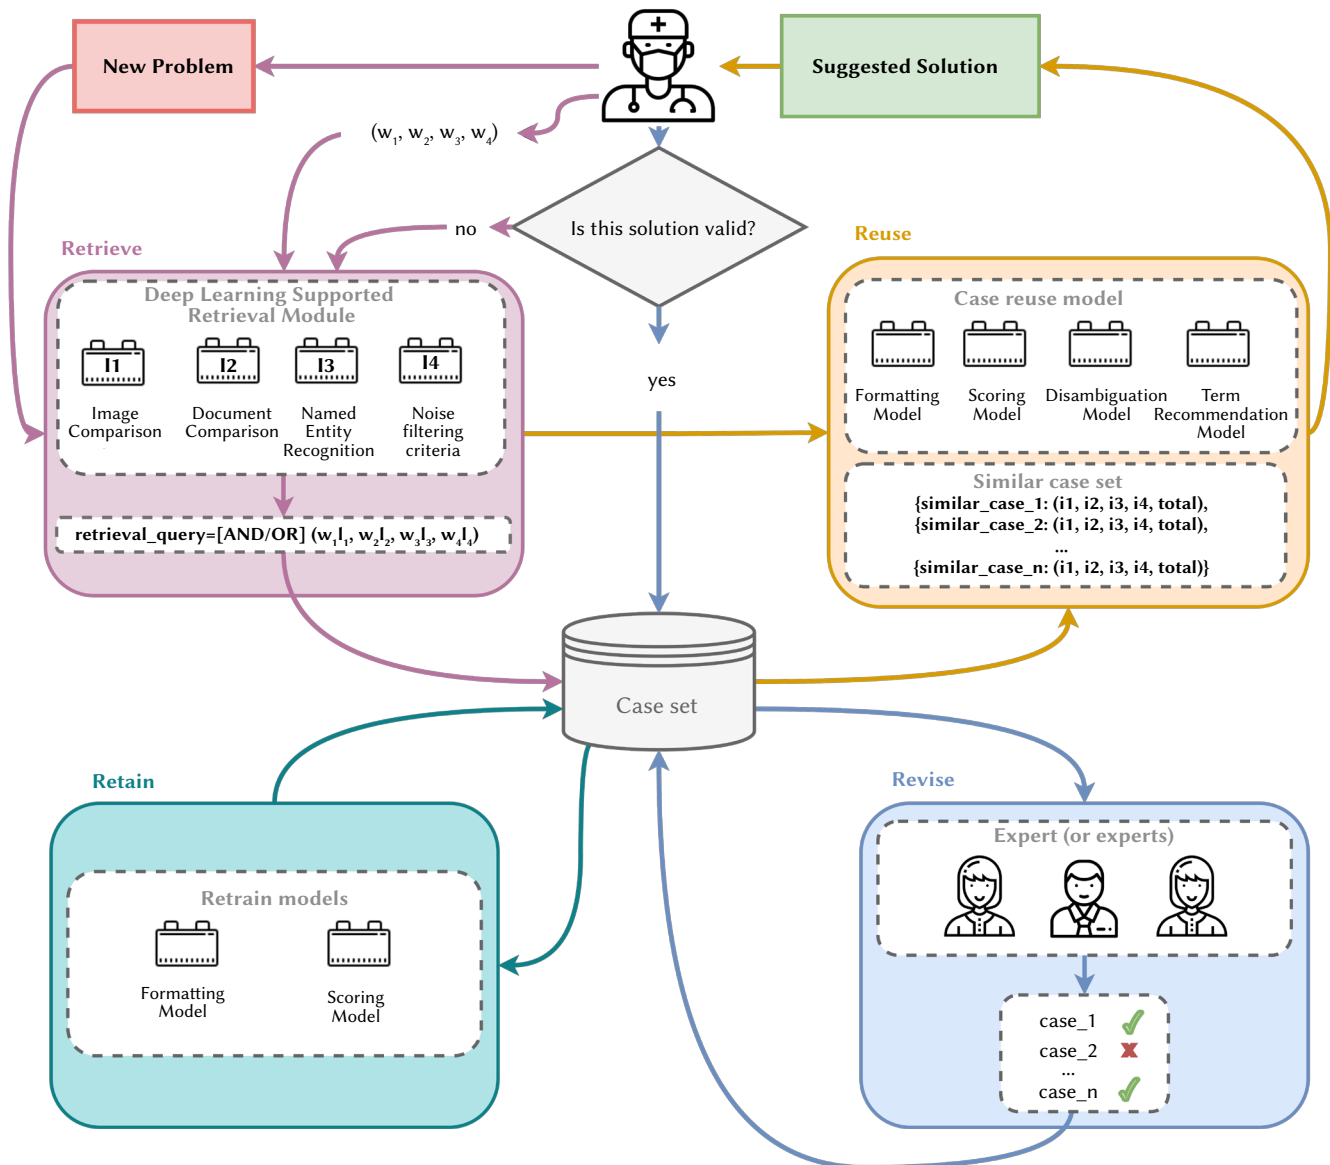 New Problem
Suggested Solution
(w1, w2, w3, w4)
Is this solution valid?
no
yes
Retrieve
Deep Learning Supported
Retrieval Module
I1
I2
I3
I4
Image
Comparison
Document
Comparison
Named
Entity
Recognition
Noise
filtering
criteria
retrieval_query=[AND/OR] (w1I1, w2I2, w3I3, w4I4)
Reuse
Case reuse model
Formatting
Model
Scoring
Model
Disambiguation
Model
Term
Recommendation
Model
Similar case set
{similar_case_1: (i1, i2, i3, i4, total),
{similar_case_2: (i1, i2, i3, i4, total),
...
{similar_case_n: (i1, i2, i3, i4, total)}
Case set
Retain
Retrain models
Formatting
Model
Scoring
Model
Revise
Expert (or experts)
case_1
case_2
...
case_n